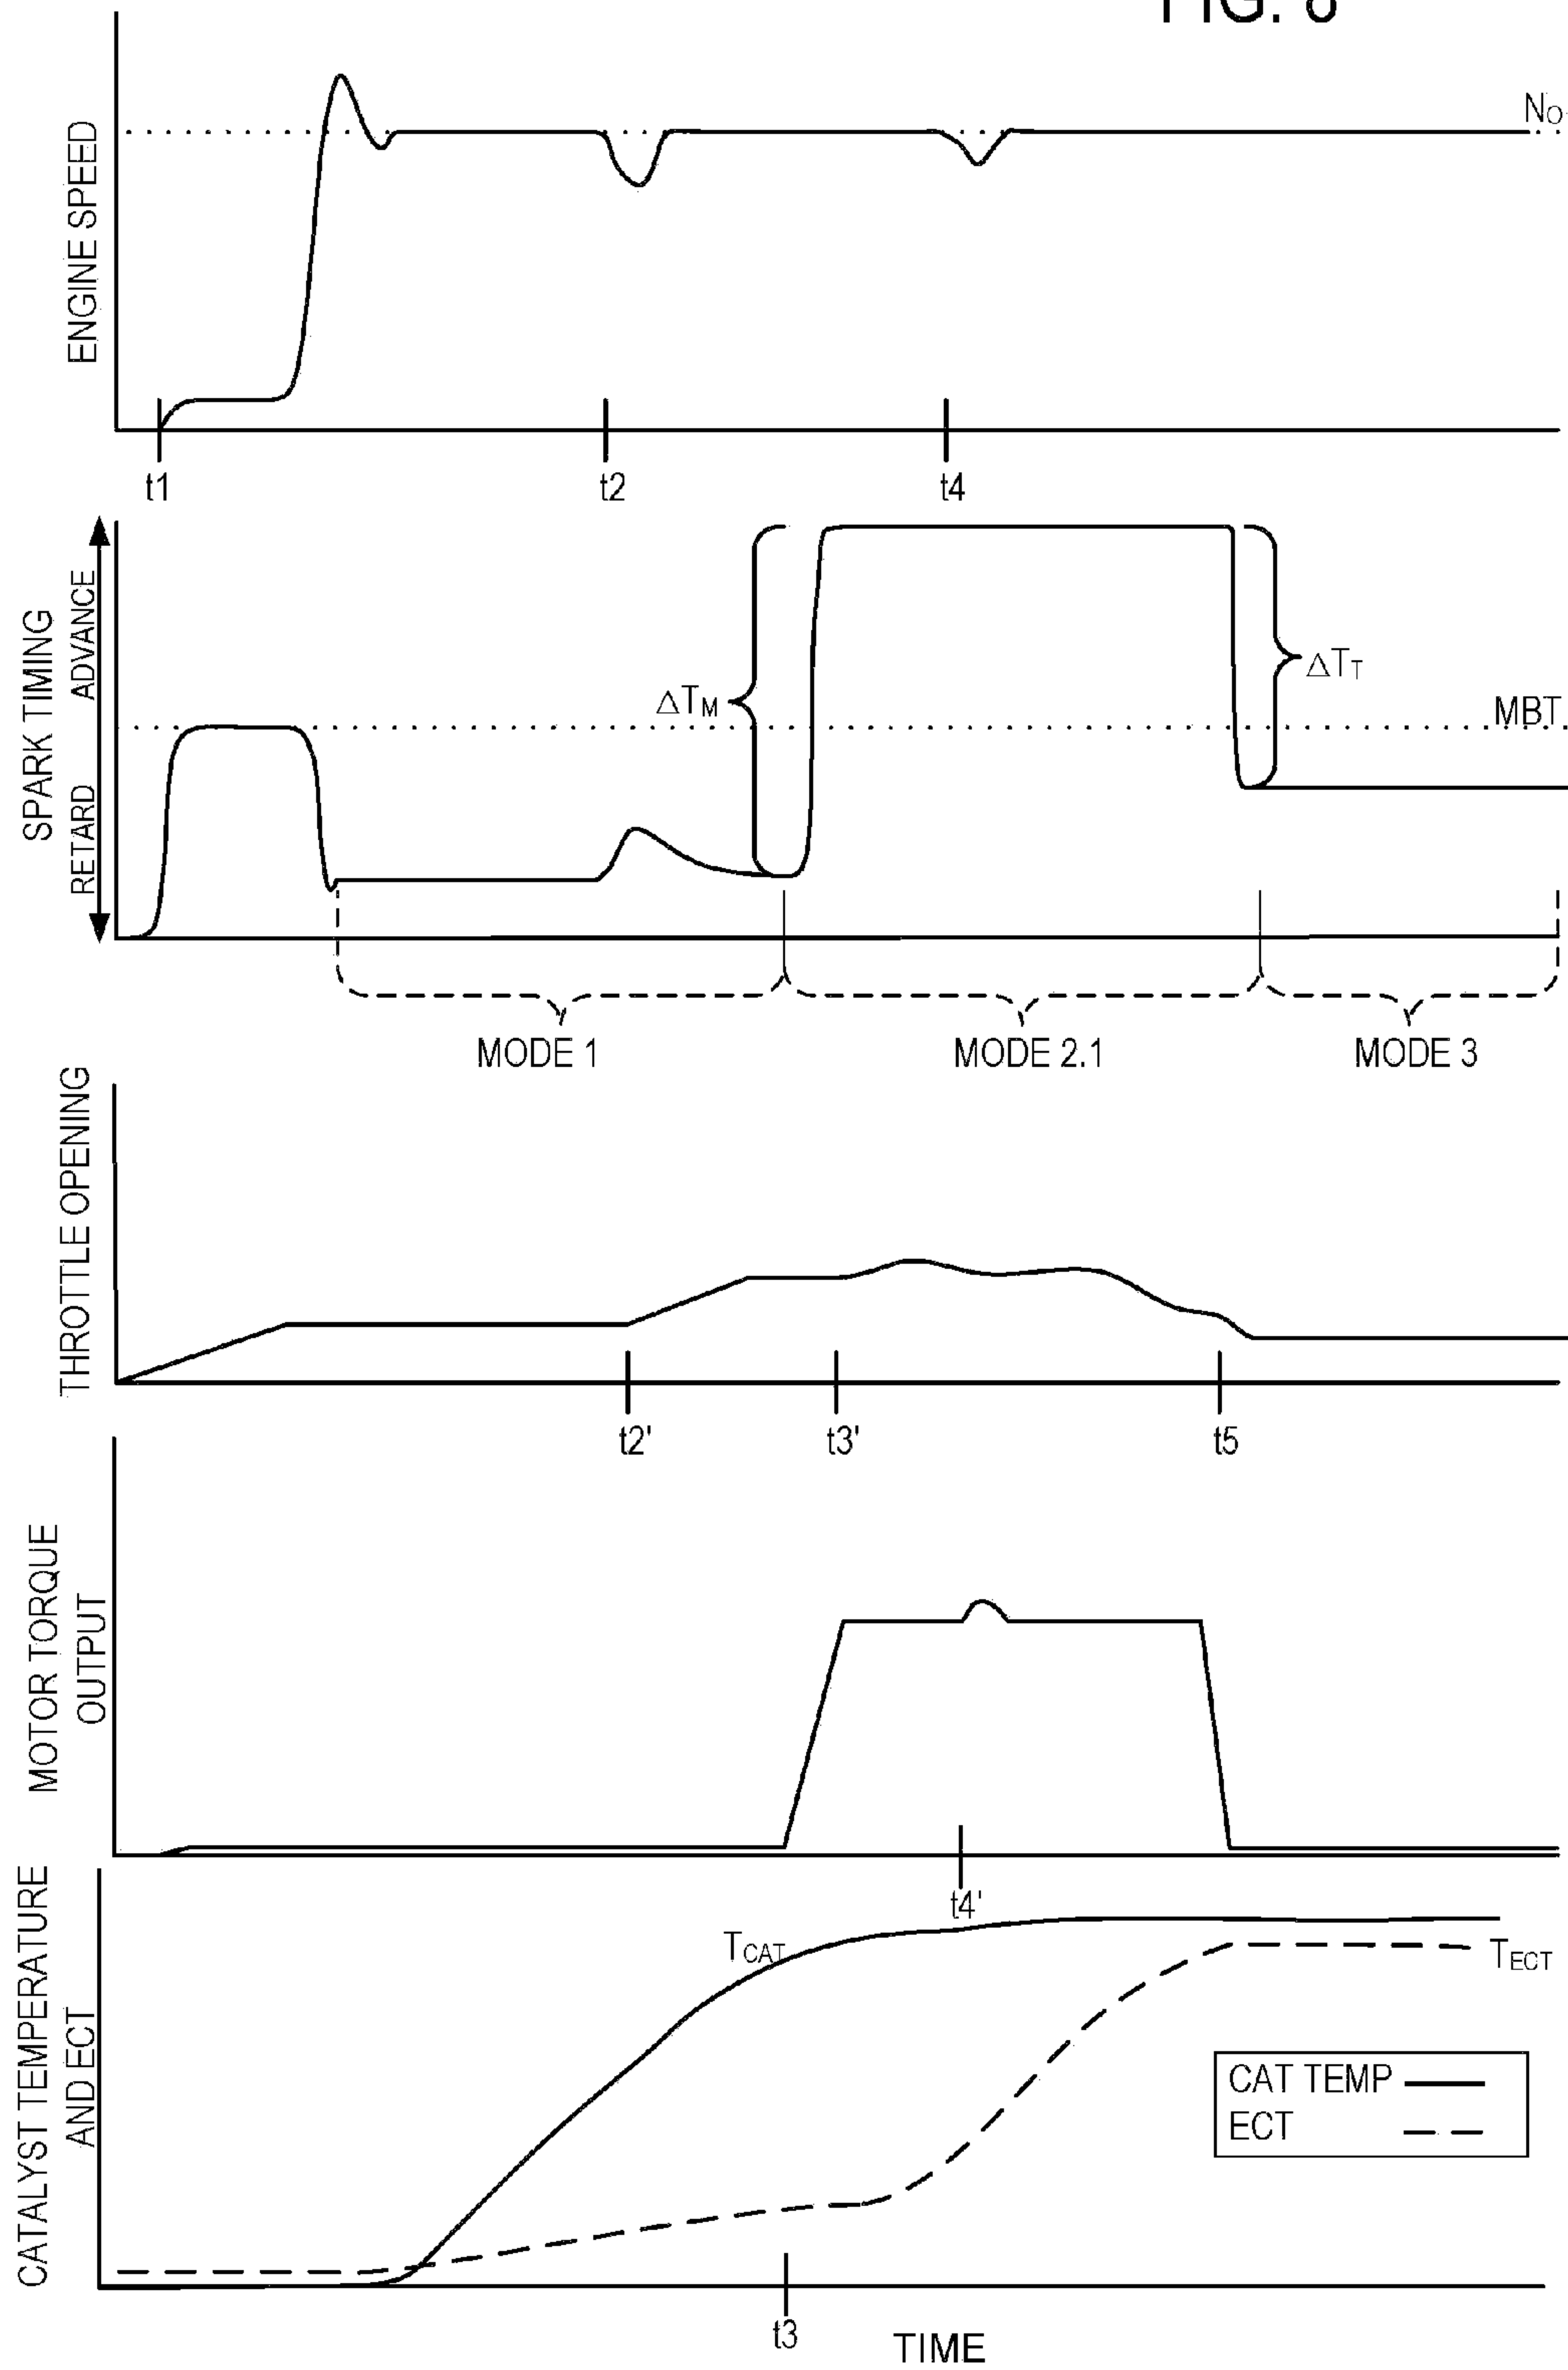 FIG. 8
ENGINE SPEED
NO
t1
t2
t4
SPARK TIMING
RETARD
ADVANCE
ΔTM
ΔTT
MBT
MODE 1
MODE 2.1
MODE 3
THROTTLE OPENING
t2'
t3'
t5
MOTOR TORQUE
OUTPUT
t4'
CATALYST TEMPERATURE
AND ECT
TCAT
TECT
CAT TEMP
ECT
t3
TIME